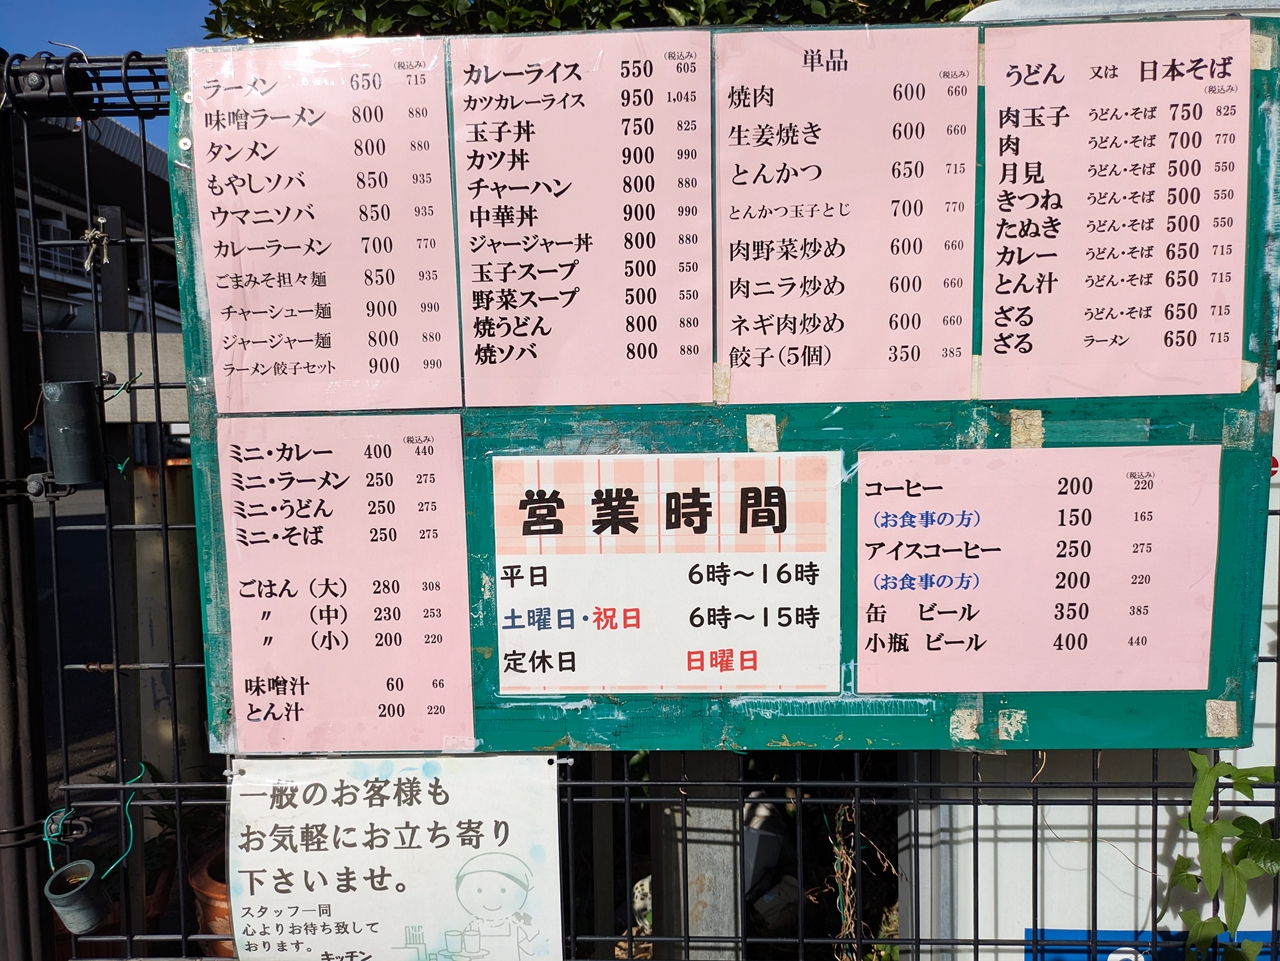 (税込み)
ラーメン 650 715
味噌ラーメン 800 880
タンメン 800 880
もやしソバ 850 935
ウマニソバ 850 935
カレーラーメン 700 770
ごまみそ担々麺 850 935
チャーシュー麺 900 990
ジャージャー麺 800 880
ラーメン餃子セット 900 990
(税込み)
カレーライス 550 605
カツカレーライス 950 1,045
玉子丼 750 825
カツ丼 900 990
チャーハン 800 880
中華丼 900 990
ジャージャー丼 800 880
玉子スープ 500 550
野菜スープ 500 550
焼うどん 800 880
焼ソバ 800 880
単品
(税込み)
焼肉 600 660
生姜焼き 600 660
とんかつ 650 715
とんかつ玉子とじ 700 770
肉野菜炒め 600 660
肉ニラ炒め 600 660
ネギ肉炒め 600 660
餃子(5個) 350 385
うどん 又は 日本そば
(税込み)
肉玉子 うどん・そば 750 825
肉 うどん・そば 700 770
月見 うどん・そば 500 550
きつね うどん・そば 500 550
たぬき うどん・そば 500 550
カレー うどん・そば 650 715
とん汁 うどん・そば 650 715
ざる うどん・そば 650 715
ざる ラーメン 650 715
(税込み)
ミニ・カレー 400 440
ミニ・ラーメン 250 275
ミニ・うどん 250 275
ミニ・そば 250 275
ごはん(大) 280 308
〃 (中) 230 253
〃 (小) 200 220
味噌汁 60 66
とん汁 200 220
営業時間
平日 6時～16時
土曜日・祝日 6時～15時
定休日 日曜日
(税込み)
コーヒー 200 220
(お食事の方) 150 165
アイスコーヒー 250 275
(お食事の方) 200 220
缶 ビール 350 385
小瓶 ビール 400 440
一般のお客様も
お気軽にお立ち寄り
下さいませ。
スタッフ一同
心よりお待ち致して
おります。
キッチン